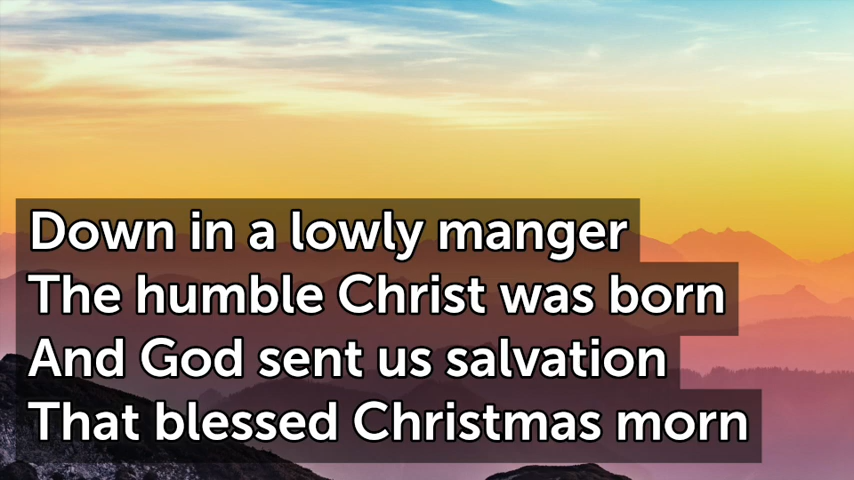 Down in a lowly manger
The humble Christ was born
And God sent us salvation
That blessed Christmas morn